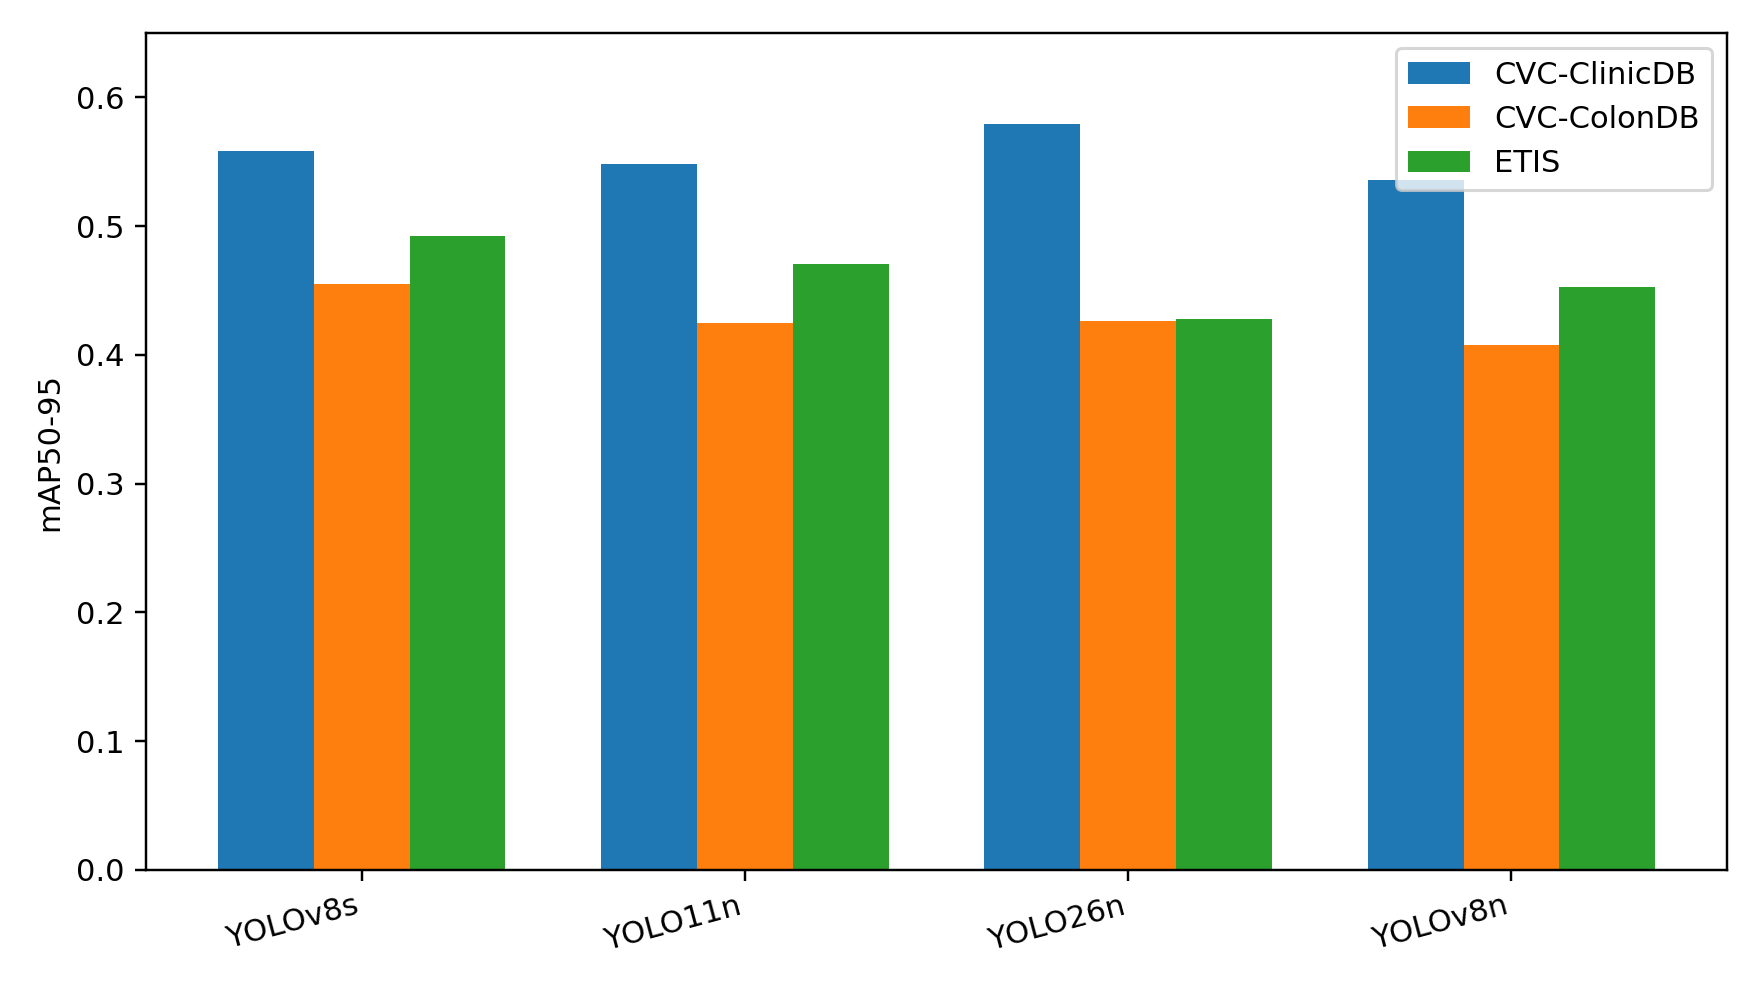 CVC-ClinicDB
CVC-ColonDB
ETIS
mAP50-95
0.6
0.5
0.4
0.3
0.2
0.1
0.0
YOLOv8s
YOLO11n
YOLO26n
YOLOv8n